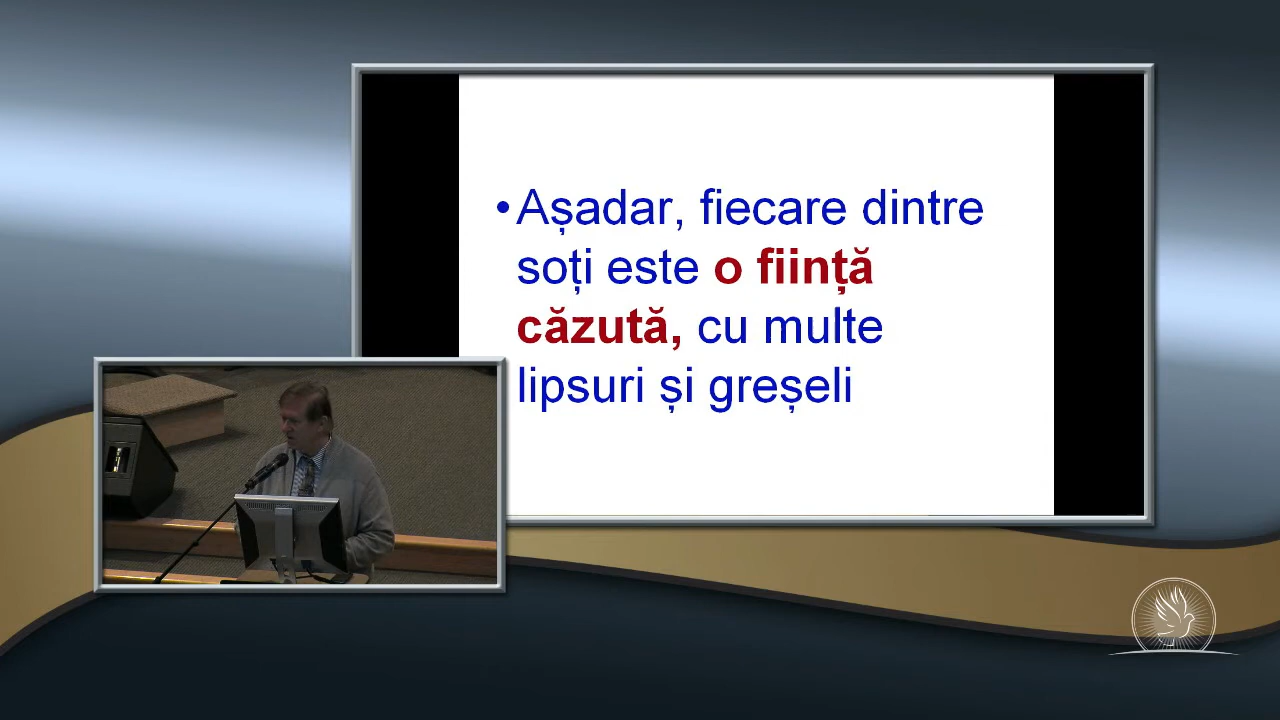 •Așadar, fiecare dintre
soți este o ființă
căzută, cu multe
lipsuri și greșeli